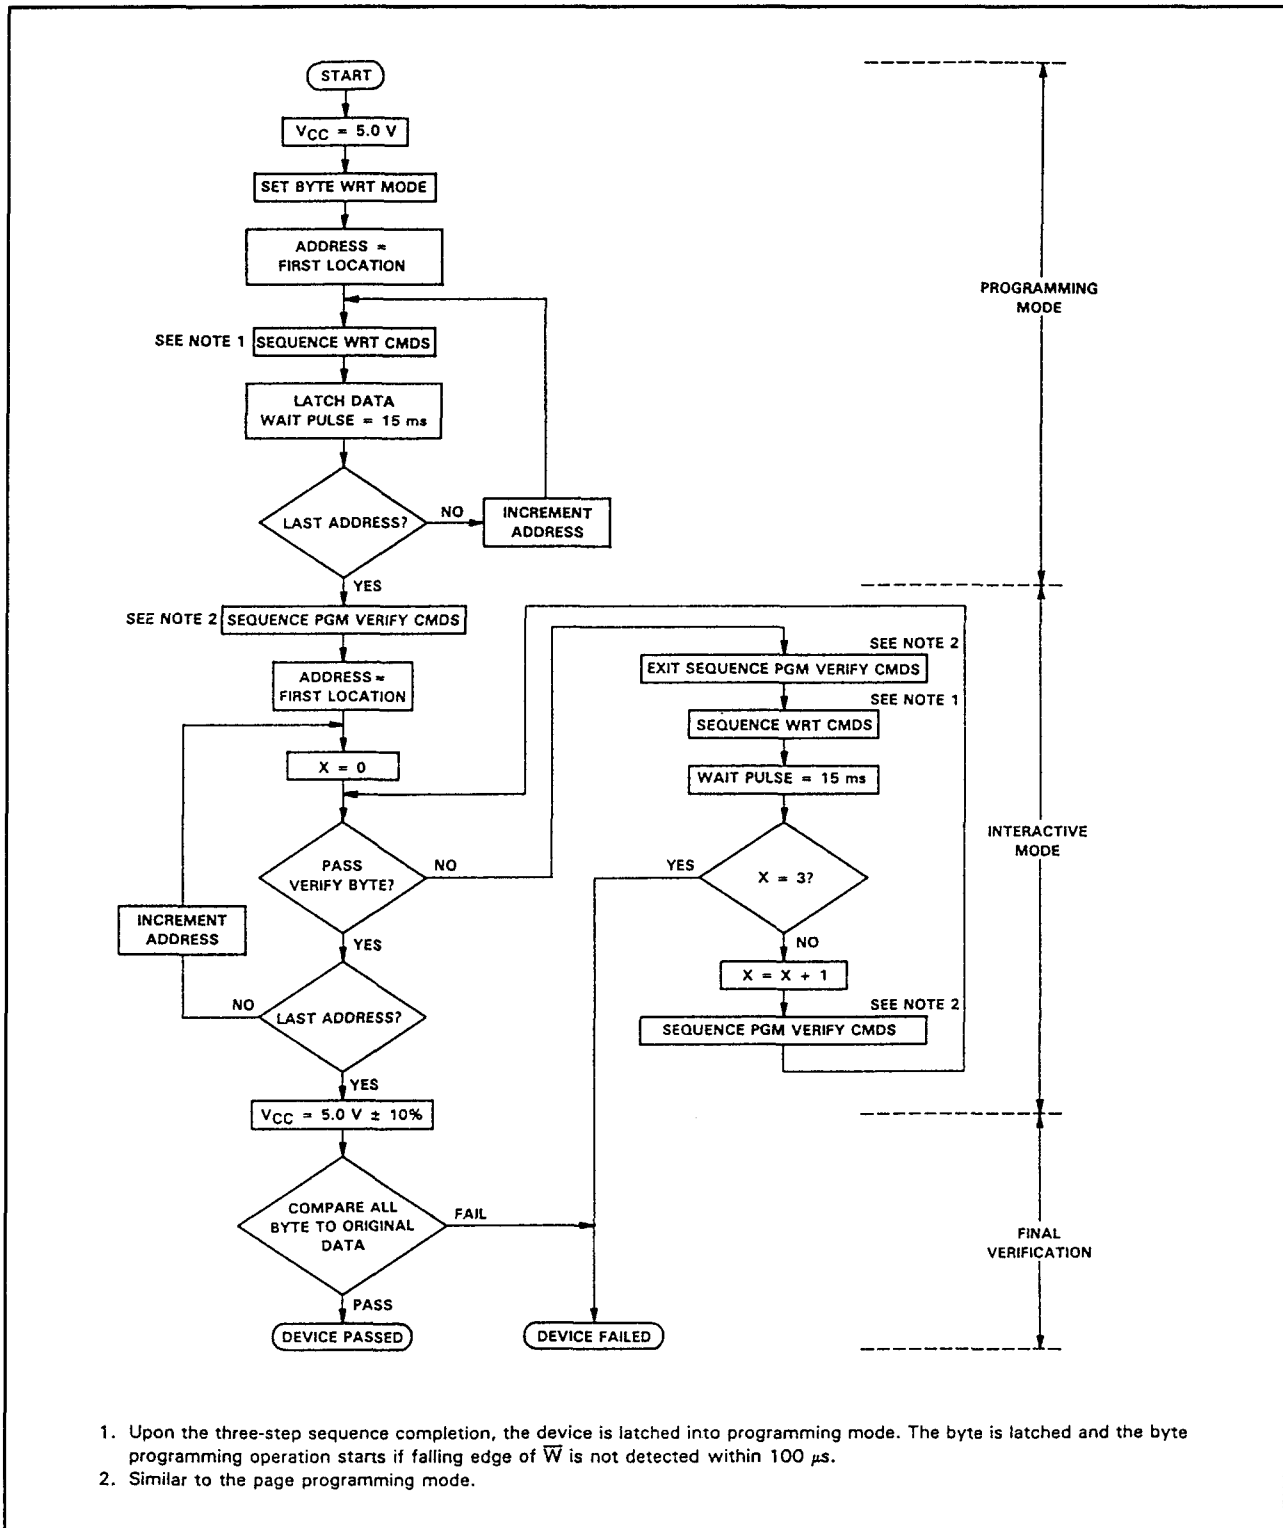 START
VCC = 5.0 V
SET BYTE WRT MODE
ADDRESS =
FIRST LOCATION
SEE NOTE 1
SEQUENCE WRT CMDS
LATCH DATA
WAIT PULSE = 15 ms
LAST ADDRESS?
NO
INCREMENT
ADDRESS
YES
PROGRAMMING
MODE
SEE NOTE 2
SEQUENCE PGM VERIFY CMDS
ADDRESS =
FIRST LOCATION
X = 0
PASS
VERIFY BYTE?
NO
INCREMENT
ADDRESS
YES
NO
LAST ADDRESS?
YES
SEE NOTE 2
EXIT SEQUENCE PGM VERIFY CMDS
SEE NOTE 1
SEQUENCE WRT CMDS
WAIT PULSE = 15 ms
YES
X = 3?
NO
X = X + 1
SEE NOTE 2
SEQUENCE PGM VERIFY CMDS
INTERACTIVE
MODE
VCC = 5.0 V ± 10%
COMPARE ALL
BYTE TO ORIGINAL
DATA
FAIL
PASS
DEVICE PASSED
DEVICE FAILED
FINAL
VERIFICATION
1. Upon the three-step sequence completion, the device is latched into programming mode. The byte is latched and the byte
programming operation starts if falling edge of W̅ is not detected within 100 μs.
2. Similar to the page programming mode.